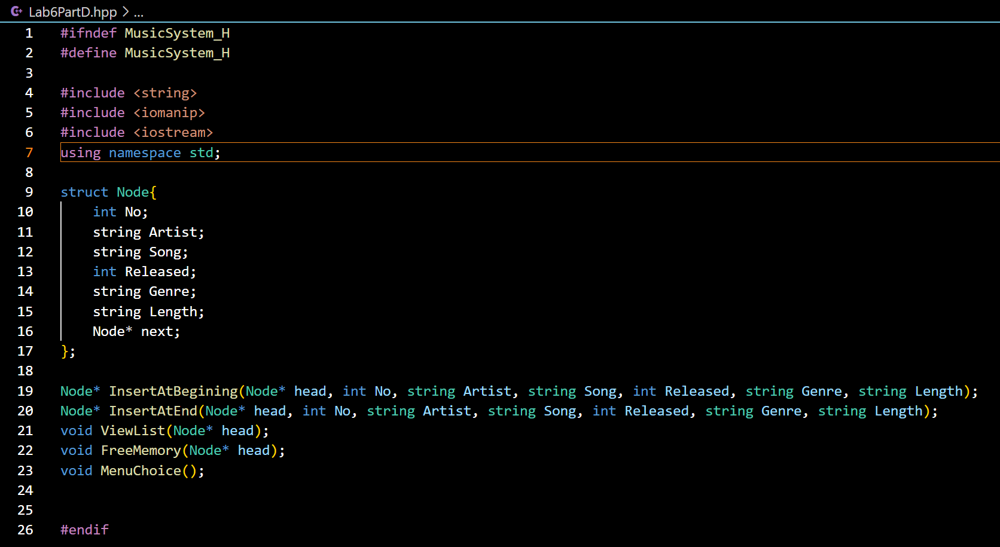 Lab6PartD.hpp > ...
1 #ifndef MusicSystem_H
2 #define MusicSystem_H
3
4 #include <string>
5 #include <iomanip>
6 #include <iostream>
7 using namespace std;
8
9 struct Node{
10     int No;
11     string Artist;
12     string Song;
13     int Released;
14     string Genre;
15     string Length;
16     Node* next;
17 };
18
19 Node* InsertAtBegining(Node* head, int No, string Artist, string Song, int Released, string Genre, string Length);
20 Node* InsertAtEnd(Node* head, int No, string Artist, string Song, int Released, string Genre, string Length);
21 void ViewList(Node* head);
22 void FreeMemory(Node* head);
23 void MenuChoice();
24
25
26 #endif